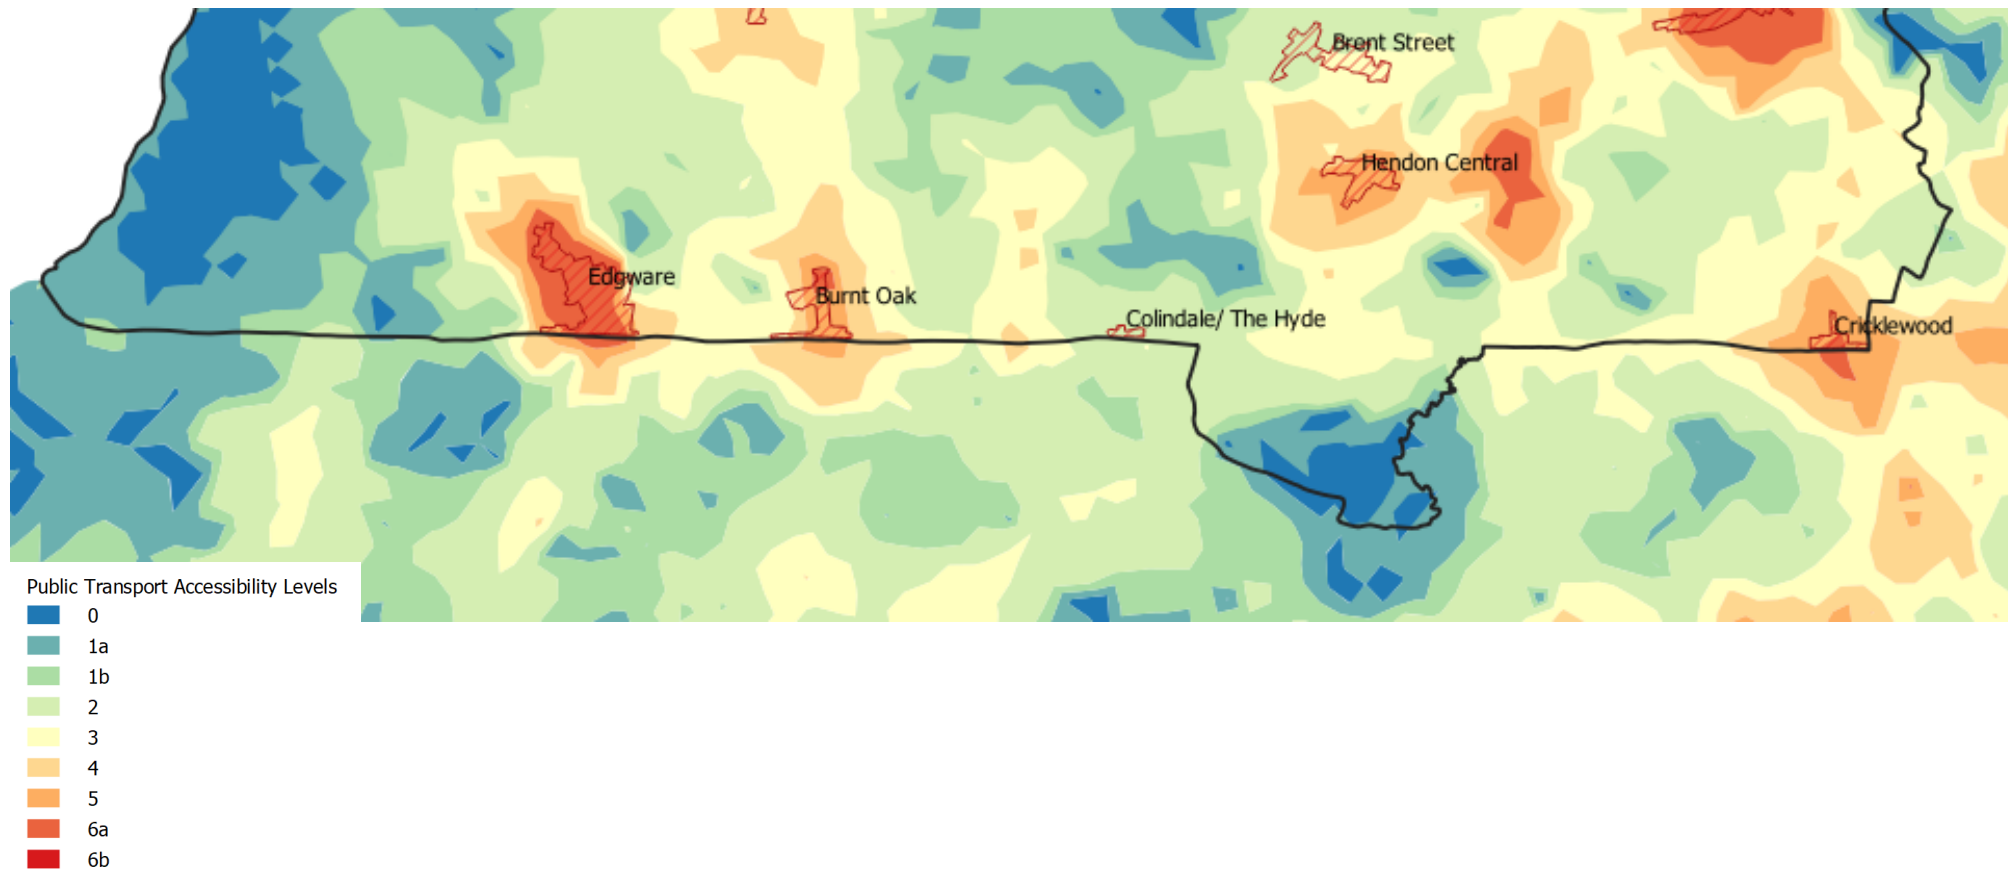 Brent Street
Hendon Central
Edgware
Burnt Oak
Colindale/ The Hyde
Cricklewood
Public Transport Accessibility Levels
0
1a
1b
2
3
4
5
6a
6b